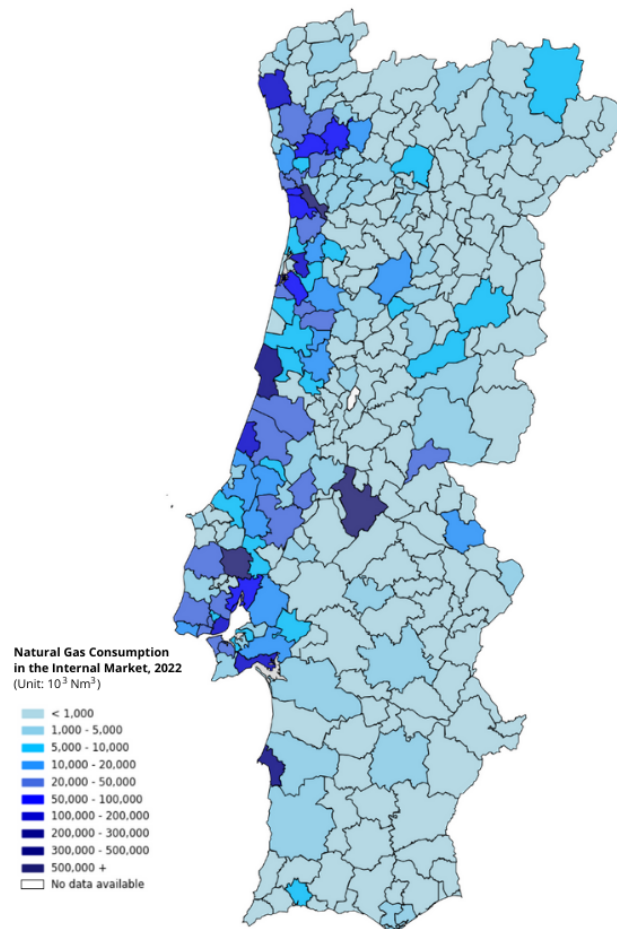 Natural Gas Consumption
in the Internal Market, 2022
(Unit: 10³ Nm³)
< 1,000
1,000 - 5,000
5,000 - 10,000
10,000 - 20,000
20,000 - 50,000
50,000 - 100,000
100,000 - 200,000
200,000 - 300,000
300,000 - 500,000
500,000 +
No data available